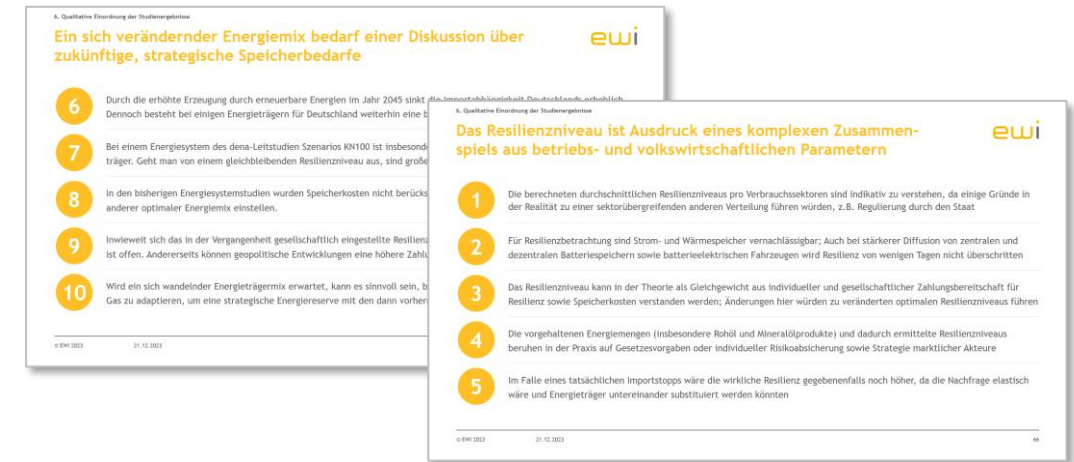 6. Qualitative Einordnung der Studienergebnisse
Ein sich verändernder Energiemix bedarf einer Diskussion über
zukünftige, strategische Speicherbedarfe
ewi
6
Durch die erhöhte Erzeugung durch erneuerbare Energien im Jahr 2045 sinkt die Importabhängigkeit Deutschlands erheblich
Dennoch besteht bei einigen Energieträgern für Deutschland weiterhin eine
7
Bei einem Energiesystem des dena-Leitstudien Szenarios KN100 ist
träger. Geht man von einem gleichbleibenden Resilienzniveau aus, sind
8
In den bisherigen Energiesystemstudien wurden Speicherkosten nicht
anderer optimaler Energiemix einstellen.
9
Inwieweit sich das in der Vergangenheit gesellschaftlich eingestellte
ist offen. Andererseits können geopolitische Entwicklungen eine höhere
10
Wird ein sich wandelnder Energieträgermix erwartet, kann es sinnvoll sein,
Gas zu adaptieren, um eine strategische Energiereserve mit den dann
© EWI 2023
21.12.2023
6. Qualitative Einordnung der Studienergebnisse
Das Resilienzniveau ist Ausdruck eines komplexen Zusammen-
spiels aus betriebs- und volkswirtschaftlichen Parametern
ewi
1
Die berechneten durchschnittlichen Resilienzniveaus pro Verbrauchssektoren sind indikativ zu verstehen, da einige Gründe in
der Realität zu einer sektorübergreifenden anderen Verteilung führen würden, z.B. Regulierung durch den Staat
2
Für Resilienzbetrachtung sind Strom- und Wärmespeicher vernachlässigbar; Auch bei stärkerer Diffusion von zentralen und
dezentralen Batteriespeichern sowie batterieelektrischen Fahrzeugen wird Resilienz von wenigen Tagen nicht überschritten
3
Das Resilienzniveau kann in der Theorie als Gleichgewicht aus individueller und gesellschaftlicher Zahlungsbereitschaft für
Resilienz sowie Speicherkosten verstanden werden; Änderungen hier würden zu veränderten optimalen Resilienzniveaus führen
4
Die vorgehaltenen Energiemengen (insbesondere Rohöl und Mineralölprodukte) und dadurch ermittelte Resilienzniveaus
beruhen in der Praxis auf Gesetzesvorgaben oder individueller Risikoabsicherung sowie Strategie marktlicher Akteure
5
Im Falle eines tatsächlichen Importstopps wäre die wirkliche Resilienz gegebenenfalls noch höher, da die Nachfrage elastisch
wäre und Energieträger untereinander substituiert werden könnten
© EWI 2023
21.12.2023
66